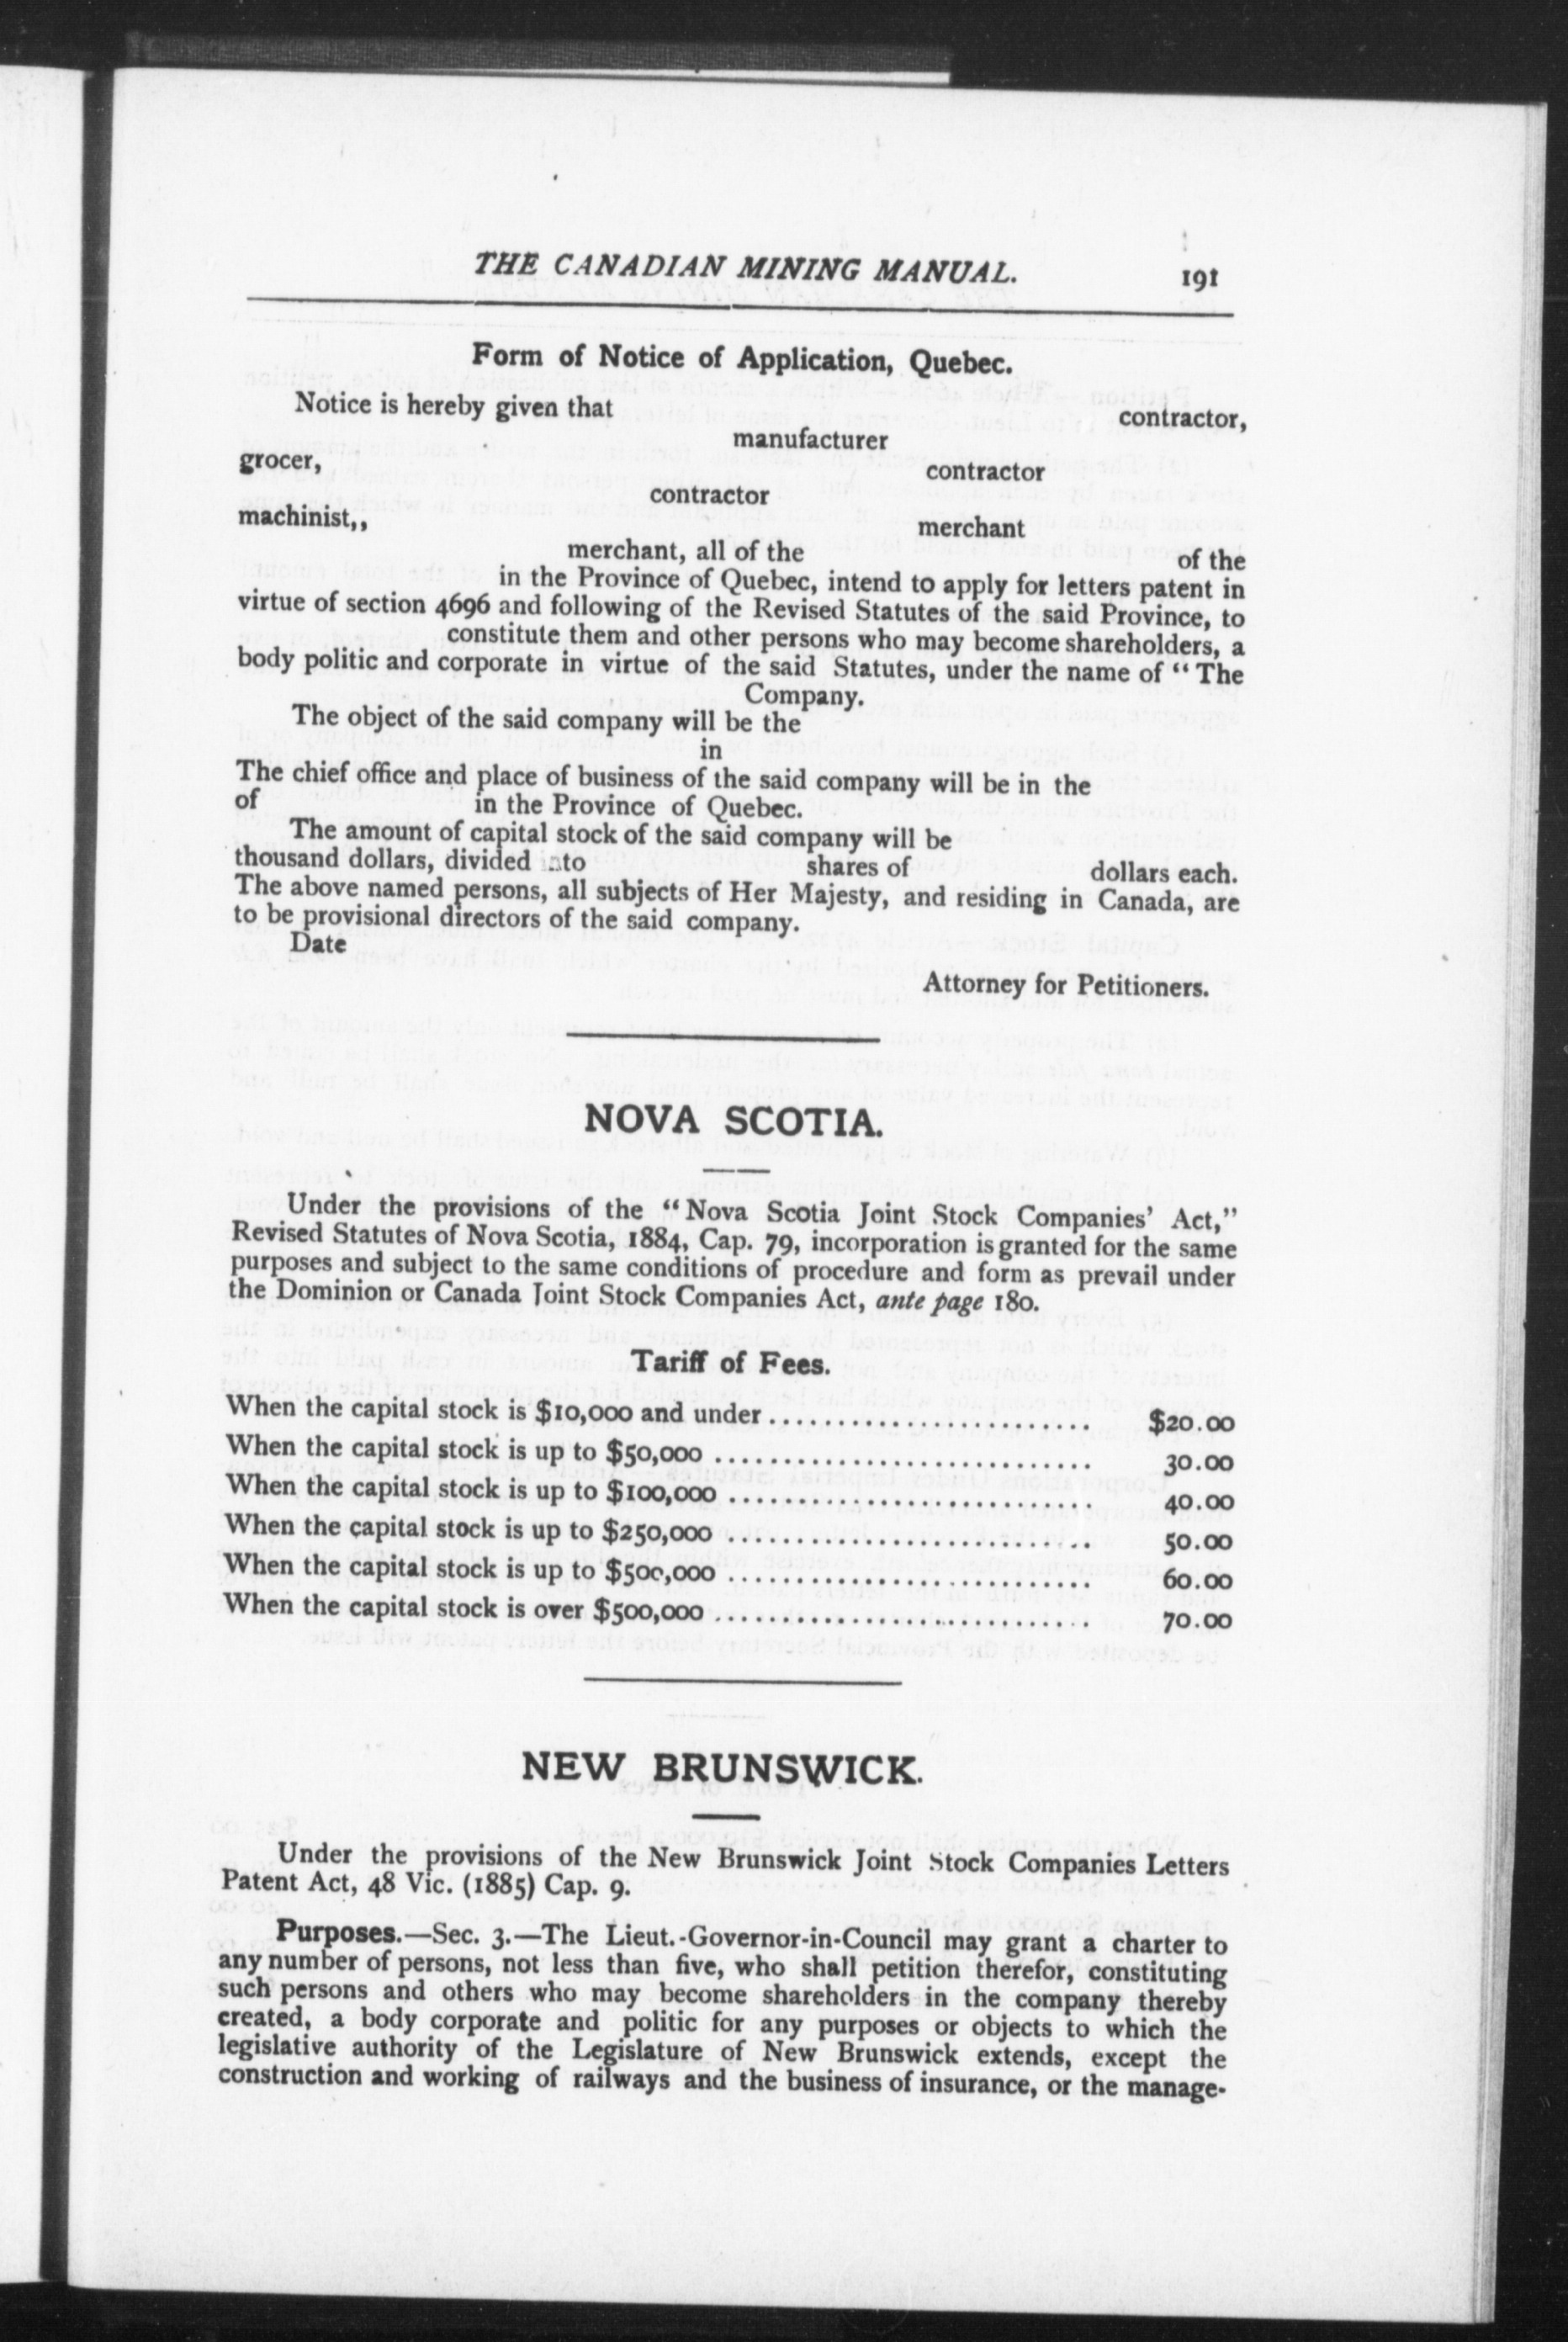 THE CANADIAN MINING MANUAL. 191
Form of Notice of Application, Quebec.
Notice is hereby given that contractor,
manufacturer
grocer, contractor
contractor
machinist,, merchant
merchant, all of the of the
in the Province of Quebec, intend to apply for letters patent in
virtue of section 4696 and following of the Revised Statutes of the said Province, to
constitute them and other persons who may become shareholders, a
body politic and corporate in virtue of the said Statutes, under the name of "The
Company.
The object of the said company will be the
in
The chief office and place of business of the said company will be in the
of in the Province of Quebec.
The amount of capital stock of the said company will be
thousand dollars, divided into shares of dollars each.
The above named persons, all subjects of Her Majesty, and residing in Canada, are
to be provisional directors of the said company.
Date
Attorney for Petitioners.
NOVA SCOTIA.
Under the provisions of the "Nova Scotia Joint Stock Companies' Act,"
Revised Statutes of Nova Scotia, 1884, Cap. 79, incorporation is granted for the same
purposes and subject to the same conditions of procedure and form as prevail under
the Dominion or Canada Joint Stock Companies Act, ante page 180.
Tariff of Fees.
When the capital stock is $10,000 and under........................ $20.00
When the capital stock is up to $50,000 ............................ 30.00
When the capital stock is up to $100,000 ........................... 40.00
When the capital stock is up to $250,000 ........................... 50.00
When the capital stock is up to $500,000 ........................... 60.00
When the capital stock is over $500,000 ............................ 70.00
NEW BRUNSWICK.
Under the provisions of the New Brunswick Joint Stock Companies Letters
Patent Act, 48 Vic. (1885) Cap. 9.
Purposes.—Sec. 3.—The Lieut.-Governor-in-Council may grant a charter to
any number of persons, not less than five, who shall petition therefor, constituting
such persons and others who may become shareholders in the company thereby
created, a body corporate and politic for any purposes or objects to which the
legislative authority of the Legislature of New Brunswick extends, except the
construction and working of railways and the business of insurance, or the manage-